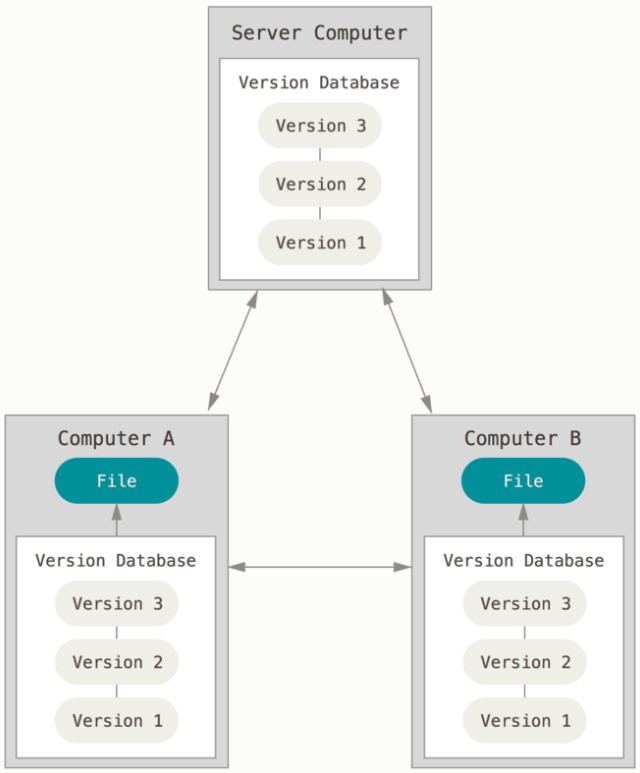 Server Computer
Version Database
Version 3
Version 2
Version 1
Computer A
File
Version Database
Version 3
Version 2
Version 1
Computer B
File
Version Database
Version 3
Version 2
Version 1